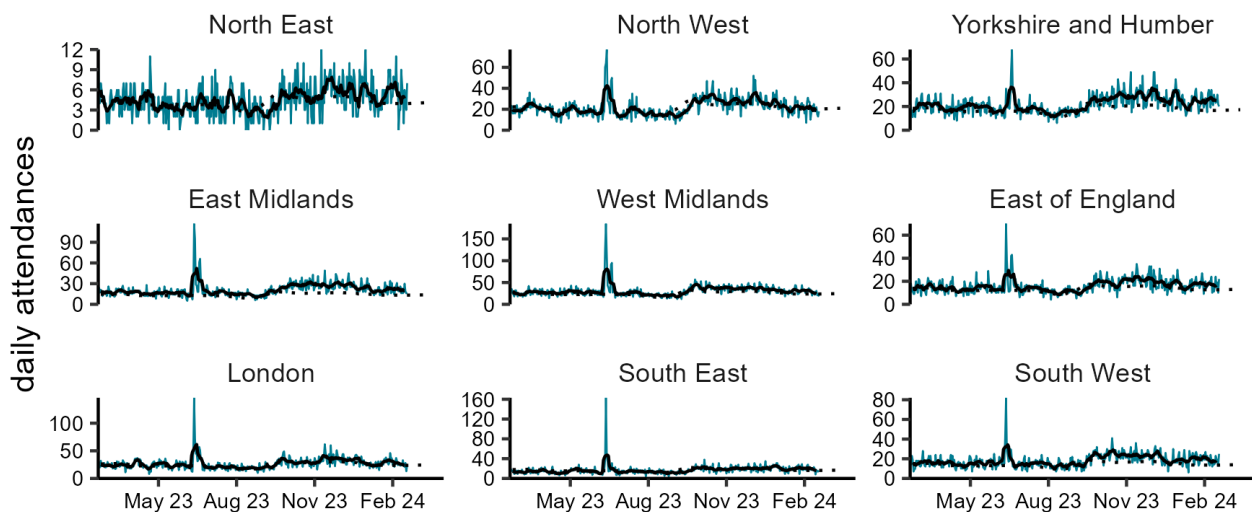 daily attendances
North East
12
9
6
3
0
North West
60
40
20
0
Yorkshire and Humber
60
40
20
0
East Midlands
90
60
30
0
West Midlands
150
100
50
0
East of England
60
40
20
0
London
100
50
0
May 23 Aug 23 Nov 23 Feb 24
South East
160
120
80
40
0
May 23 Aug 23 Nov 23 Feb 24
South West
80
60
40
20
0
May 23 Aug 23 Nov 23 Feb 24